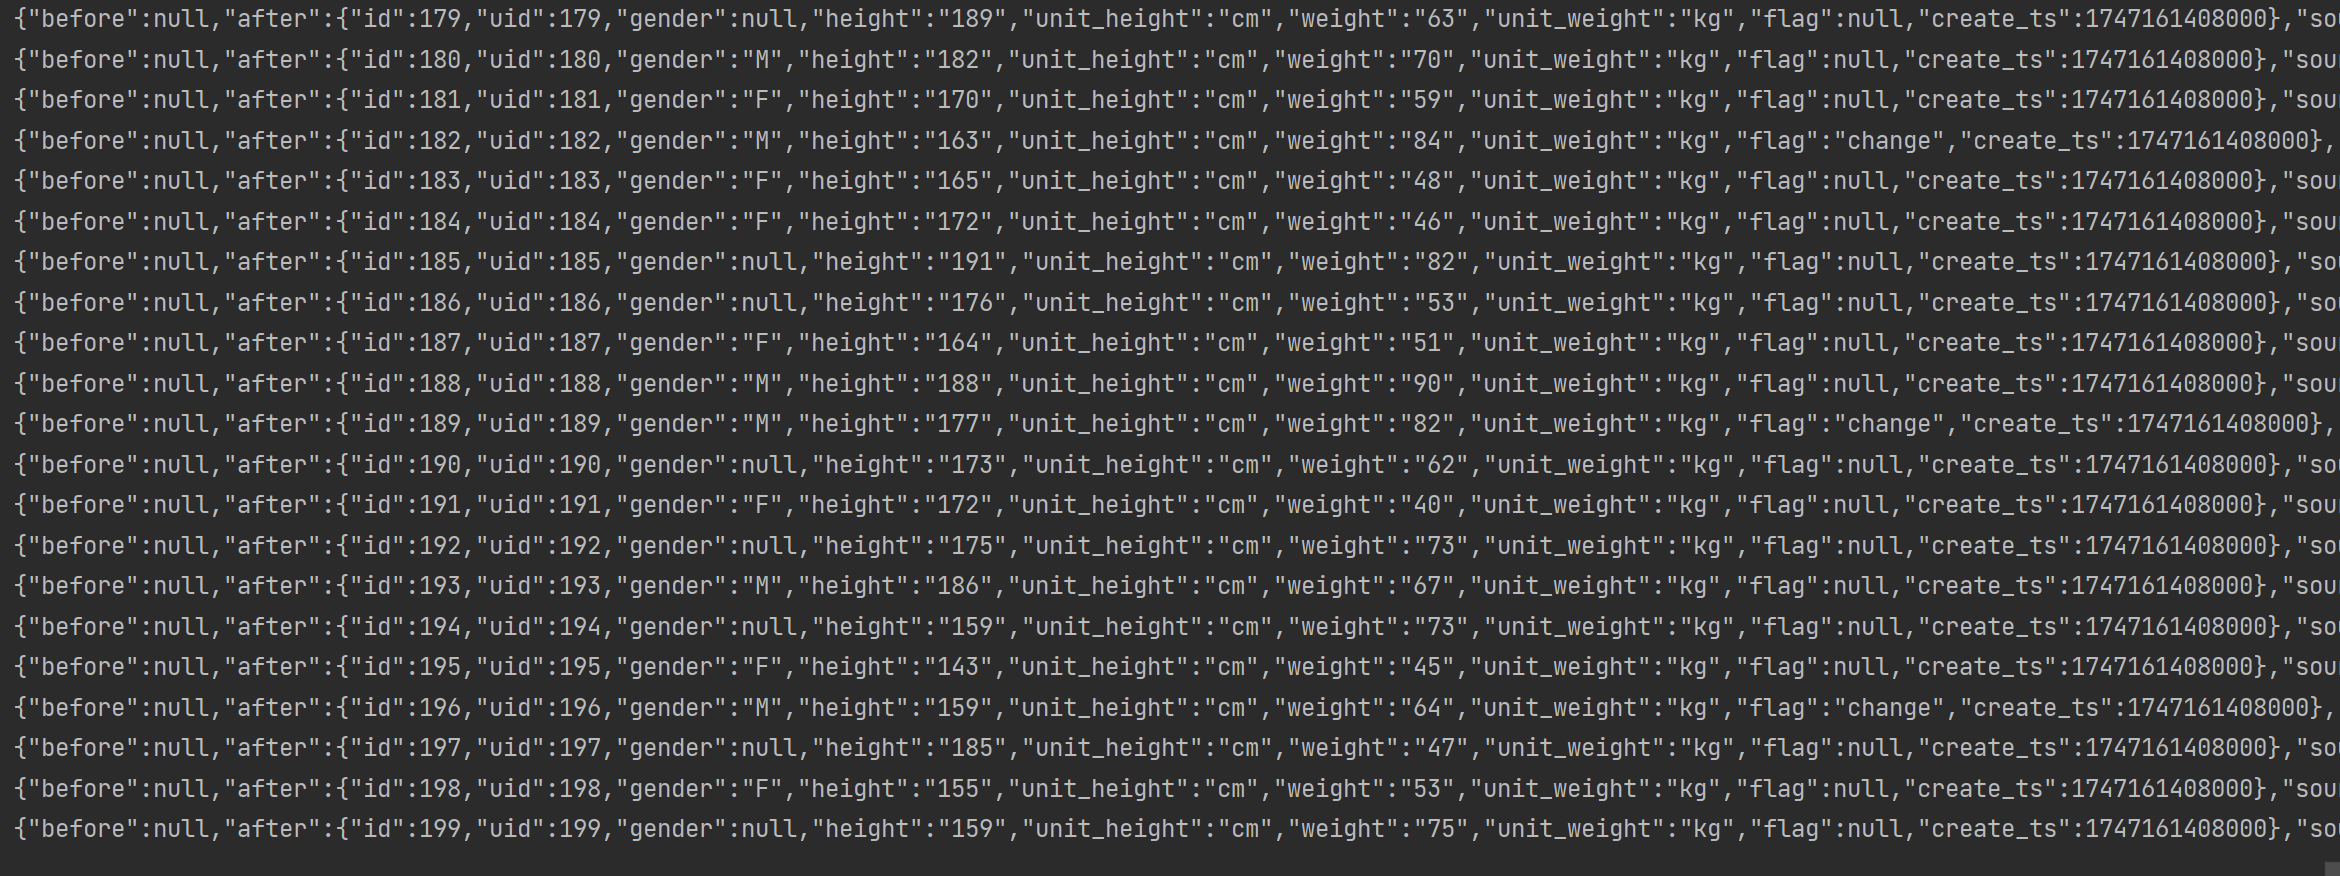 {"before":null,"after":{"id":179,"uid":179,"gender":null,"height":"189","unit_height":"cm","weight":"63","unit_weight":"kg","flag":null,"create_ts":1747161408000},"sou
{"before":null,"after":{"id":180,"uid":180,"gender":"M","height":"182","unit_height":"cm","weight":"70","unit_weight":"kg","flag":null,"create_ts":1747161408000},"sour
{"before":null,"after":{"id":181,"uid":181,"gender":"F","height":"170","unit_height":"cm","weight":"59","unit_weight":"kg","flag":null,"create_ts":1747161408000},"sour
{"before":null,"after":{"id":182,"uid":182,"gender":"M","height":"163","unit_height":"cm","weight":"84","unit_weight":"kg","flag":"change","create_ts":1747161408000},
{"before":null,"after":{"id":183,"uid":183,"gender":"F","height":"165","unit_height":"cm","weight":"48","unit_weight":"kg","flag":null,"create_ts":1747161408000},"sour
{"before":null,"after":{"id":184,"uid":184,"gender":"F","height":"172","unit_height":"cm","weight":"46","unit_weight":"kg","flag":null,"create_ts":1747161408000},"sour
{"before":null,"after":{"id":185,"uid":185,"gender":null,"height":"191","unit_height":"cm","weight":"82","unit_weight":"kg","flag":null,"create_ts":1747161408000},"sou
{"before":null,"after":{"id":186,"uid":186,"gender":null,"height":"176","unit_height":"cm","weight":"53","unit_weight":"kg","flag":null,"create_ts":1747161408000},"sou
{"before":null,"after":{"id":187,"uid":187,"gender":"F","height":"164","unit_height":"cm","weight":"51","unit_weight":"kg","flag":null,"create_ts":1747161408000},"sour
{"before":null,"after":{"id":188,"uid":188,"gender":"M","height":"188","unit_height":"cm","weight":"90","unit_weight":"kg","flag":null,"create_ts":1747161408000},"sour
{"before":null,"after":{"id":189,"uid":189,"gender":"M","height":"177","unit_height":"cm","weight":"82","unit_weight":"kg","flag":"change","create_ts":1747161408000},
{"before":null,"after":{"id":190,"uid":190,"gender":null,"height":"173","unit_height":"cm","weight":"62","unit_weight":"kg","flag":null,"create_ts":1747161408000},"sou
{"before":null,"after":{"id":191,"uid":191,"gender":"F","height":"172","unit_height":"cm","weight":"40","unit_weight":"kg","flag":null,"create_ts":1747161408000},"sour
{"before":null,"after":{"id":192,"uid":192,"gender":null,"height":"175","unit_height":"cm","weight":"73","unit_weight":"kg","flag":null,"create_ts":1747161408000},"sou
{"before":null,"after":{"id":193,"uid":193,"gender":"M","height":"186","unit_height":"cm","weight":"67","unit_weight":"kg","flag":null,"create_ts":1747161408000},"sour
{"before":null,"after":{"id":194,"uid":194,"gender":null,"height":"159","unit_height":"cm","weight":"73","unit_weight":"kg","flag":null,"create_ts":1747161408000},"sou
{"before":null,"after":{"id":195,"uid":195,"gender":"F","height":"143","unit_height":"cm","weight":"45","unit_weight":"kg","flag":null,"create_ts":1747161408000},"sour
{"before":null,"after":{"id":196,"uid":196,"gender":"M","height":"159","unit_height":"cm","weight":"64","unit_weight":"kg","flag":"change","create_ts":1747161408000},
{"before":null,"after":{"id":197,"uid":197,"gender":null,"height":"185","unit_height":"cm","weight":"47","unit_weight":"kg","flag":null,"create_ts":1747161408000},"sou
{"before":null,"after":{"id":198,"uid":198,"gender":"F","height":"155","unit_height":"cm","weight":"53","unit_weight":"kg","flag":null,"create_ts":1747161408000},"sour
{"before":null,"after":{"id":199,"uid":199,"gender":null,"height":"159","unit_height":"cm","weight":"75","unit_weight":"kg","flag":null,"create_ts":1747161408000},"sou